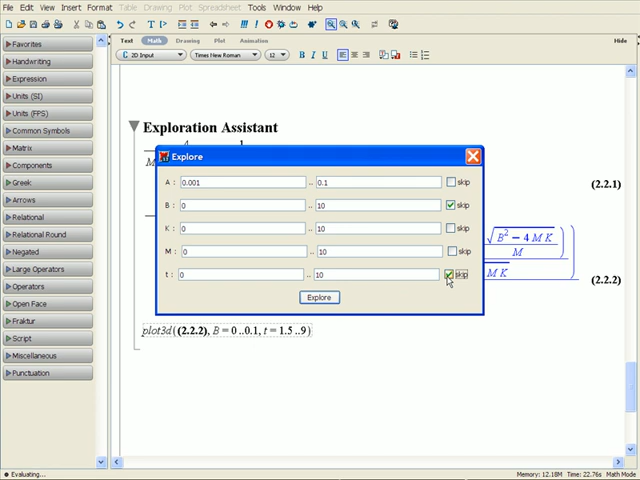 File Edit View Insert Format Table Drawing Plot Spreadsheet Tools Window Help
Text Math Drawing Plot Animation Hide
C 2D Input Times New Roman 12 B I U
Favorites
Handwriting
Expression
Units (SI)
Units (FPS)
Common Symbols
Matrix
Components
Greek
Arrows
Relational
Relational Round
Negated
Large Operators
Operators
Open Face
Fraktur
Script
Miscellaneous
Punctuation
Exploration Assistant
(2.2.1)
Explore
A : 0.001 .. 0.1 skip
B : 0 .. 10 skip
K : 0 .. 10 skip
M : 0 .. 10 skip
t : 0 .. 10 skip
Explore
√B² − 4 M K
M
M K
(2.2.2)
plot3d((2.2.2), B = 0 ..0.1, t = 1.5 ..9)
Evaluating... Memory: 12.18M Time: 22.76s Math Mode